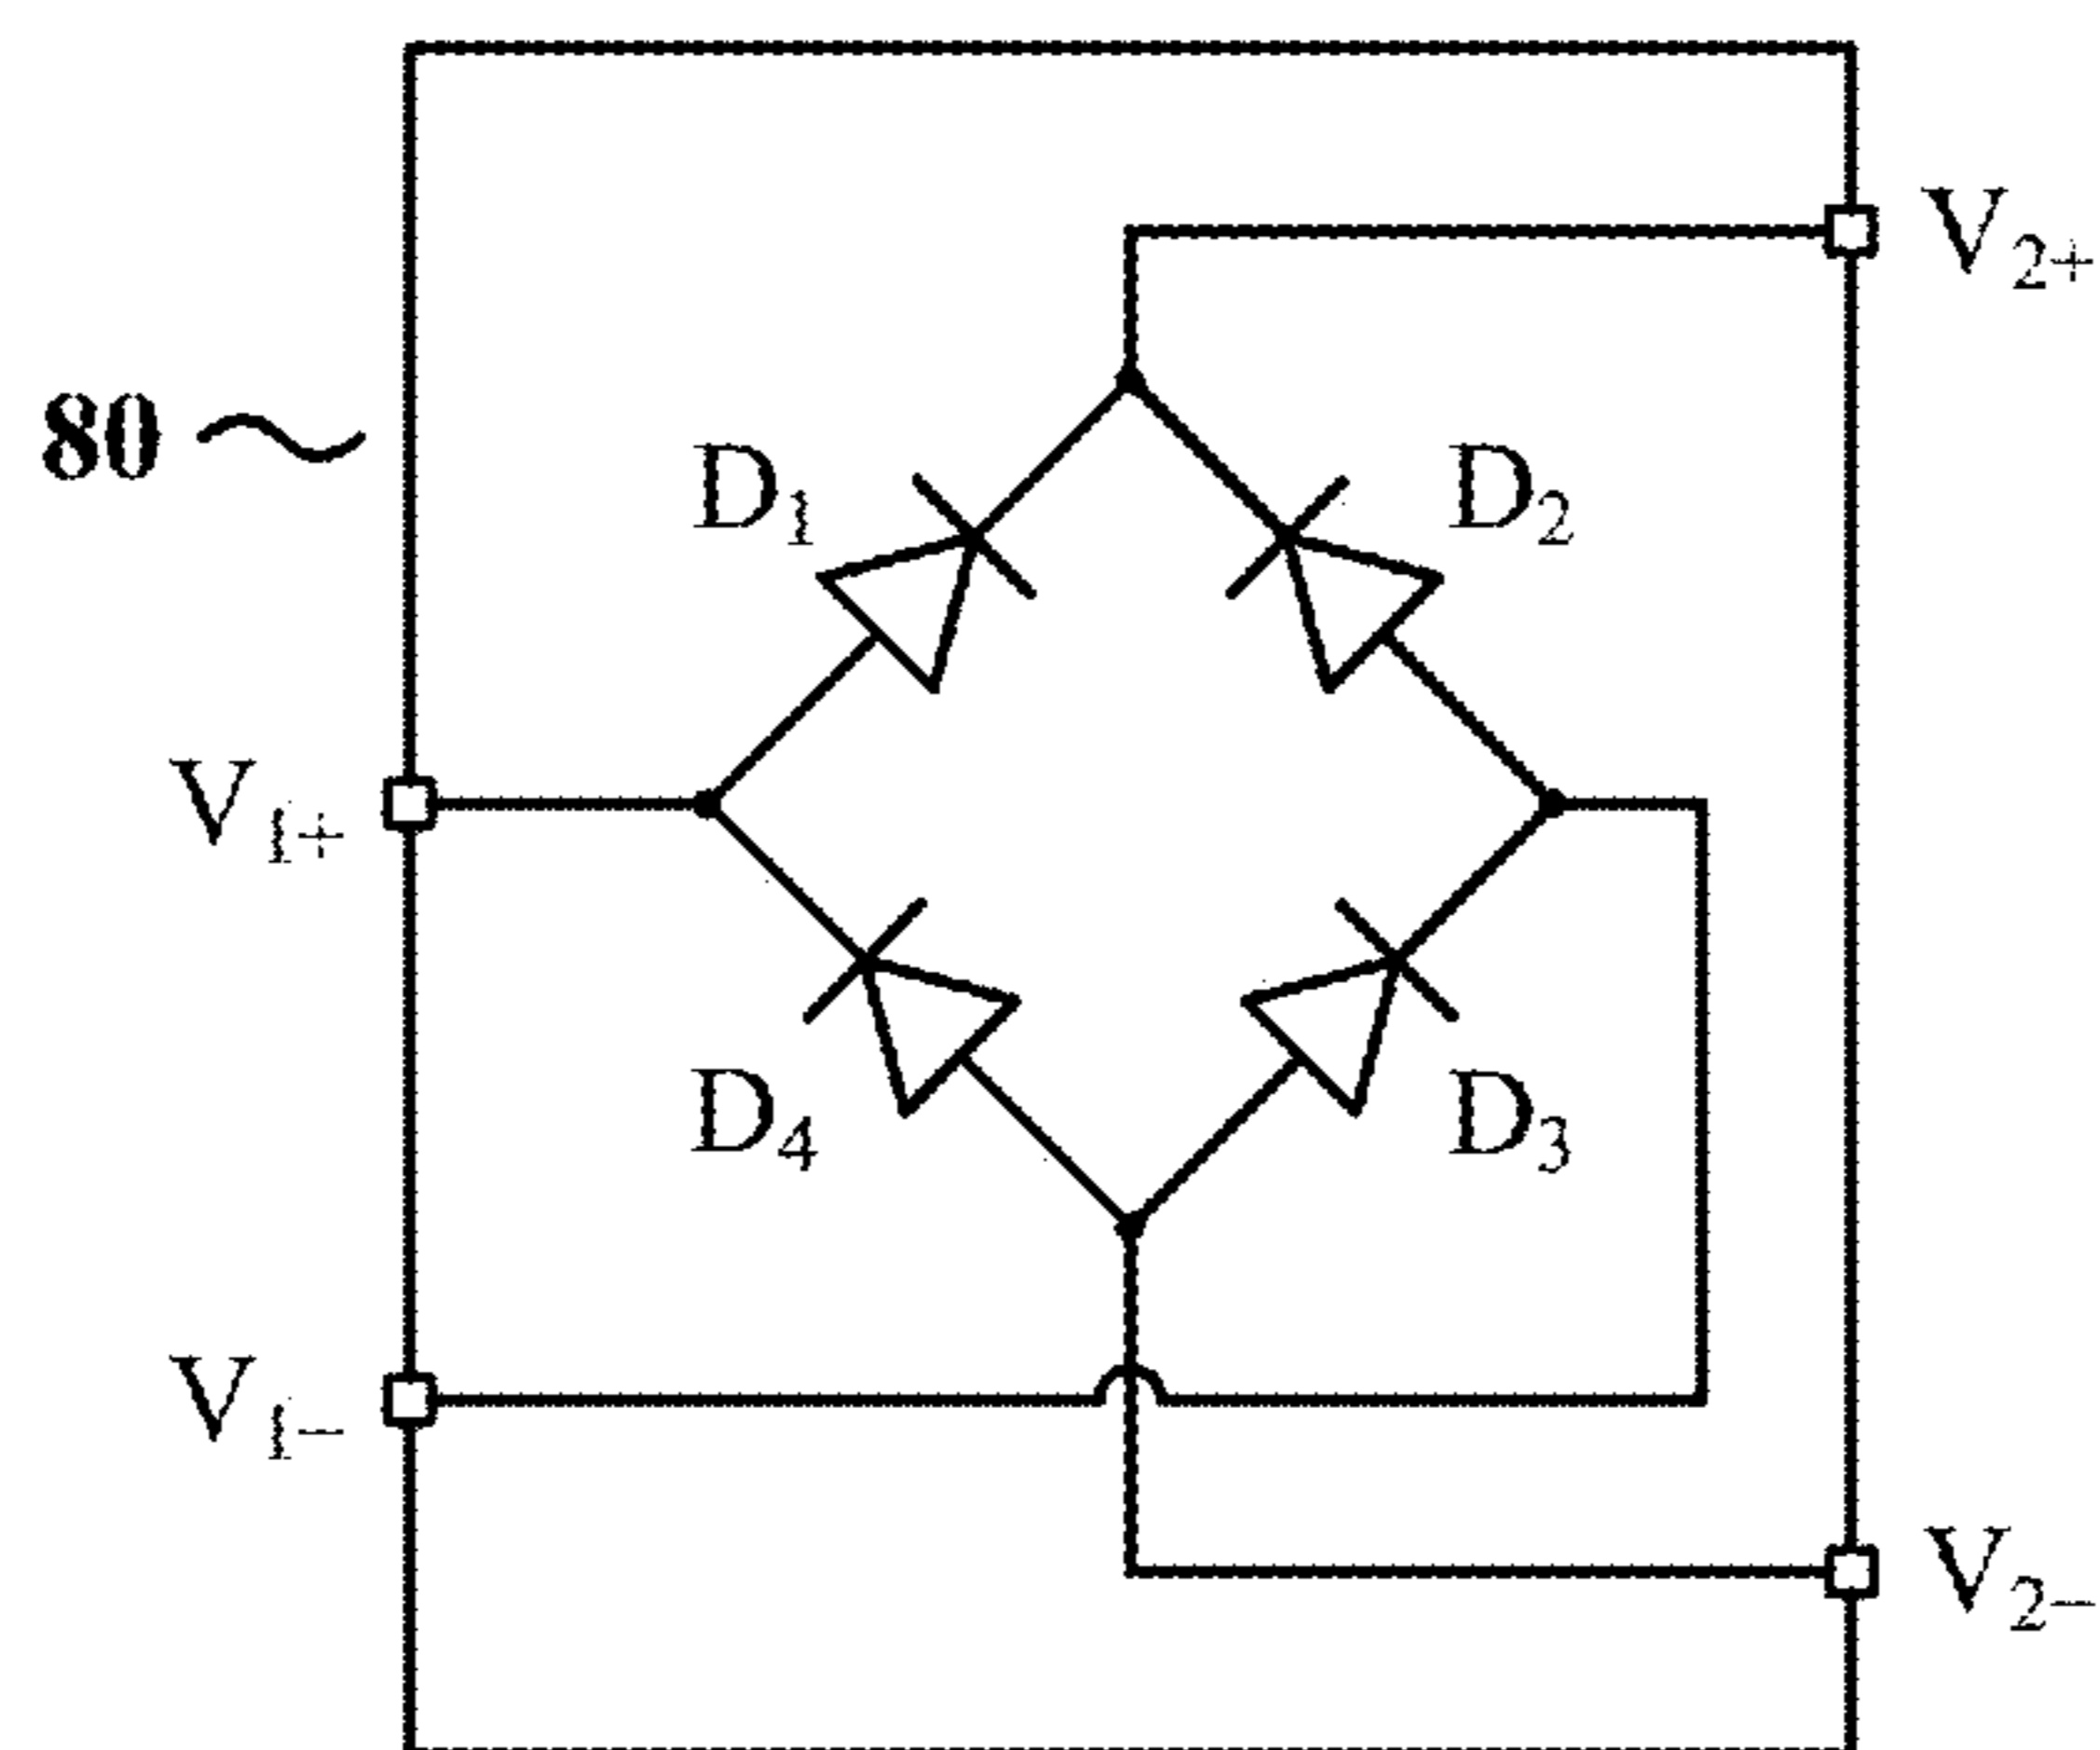 V₂₊
80
D₁ D₂
V₁₊
D₄ D₃
V₁₋
V₂₋